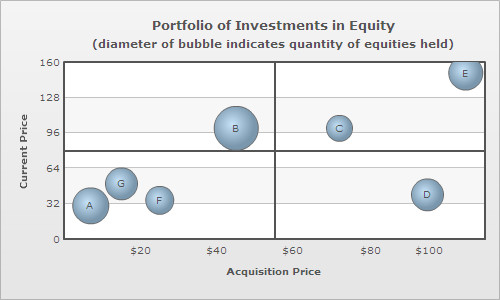 Portfolio of Investments in Equity
(diameter of bubble indicates quantity of equities held)
160
128
96
64
32
0
Current Price
E
B
C
G
A
F
D
$20 $40 $60 $80 $100
Acquisition Price